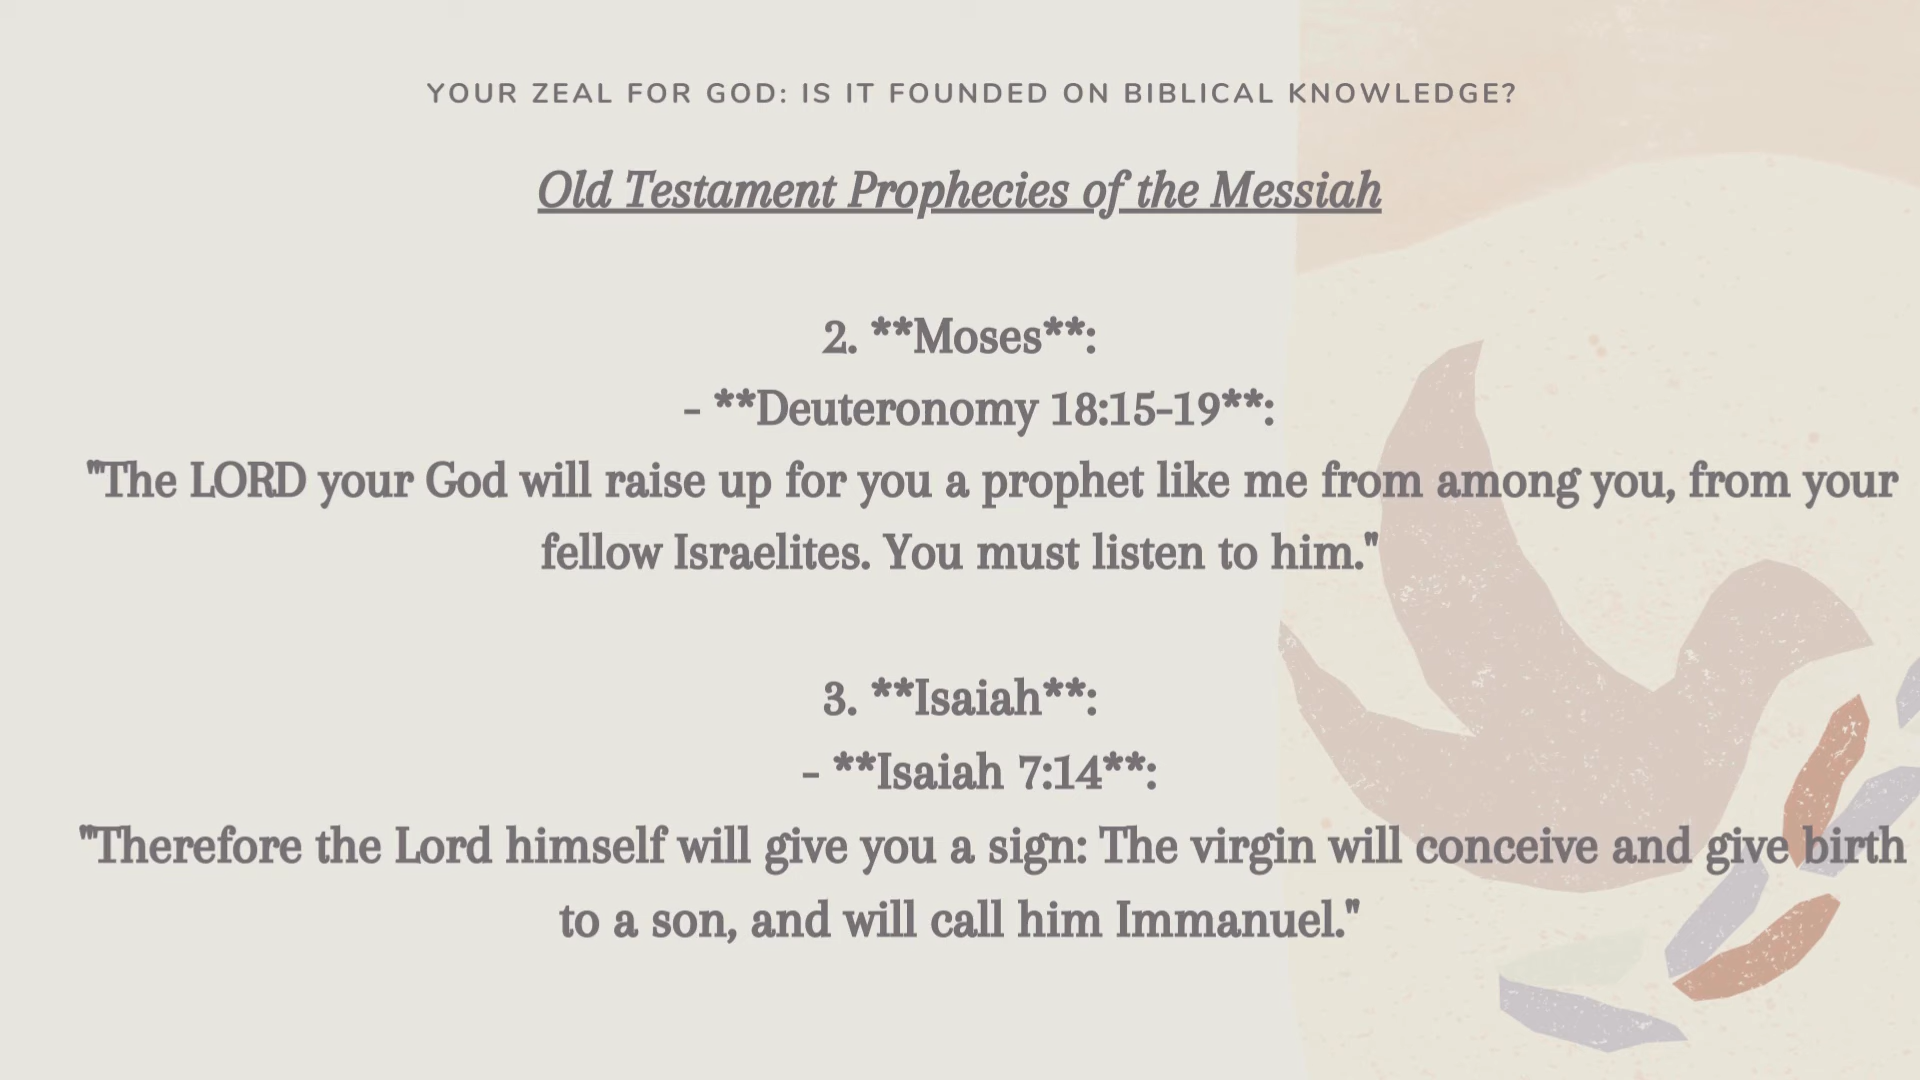 YOUR ZEAL FOR GOD: IS IT FOUNDED ON BIBLICAL KNOWLEDGE?
Old Testament Prophecies of the Messiah
2. **Moses**:
- **Deuteronomy 18:15-19**:
"The LORD your God will raise up for you a prophet like me from among you, from your
fellow Israelites. You must listen to him."
3. **Isaiah**:
- **Isaiah 7:14**:
"Therefore the Lord himself will give you a sign: The virgin will conceive and give birth
to a son, and will call him Immanuel."